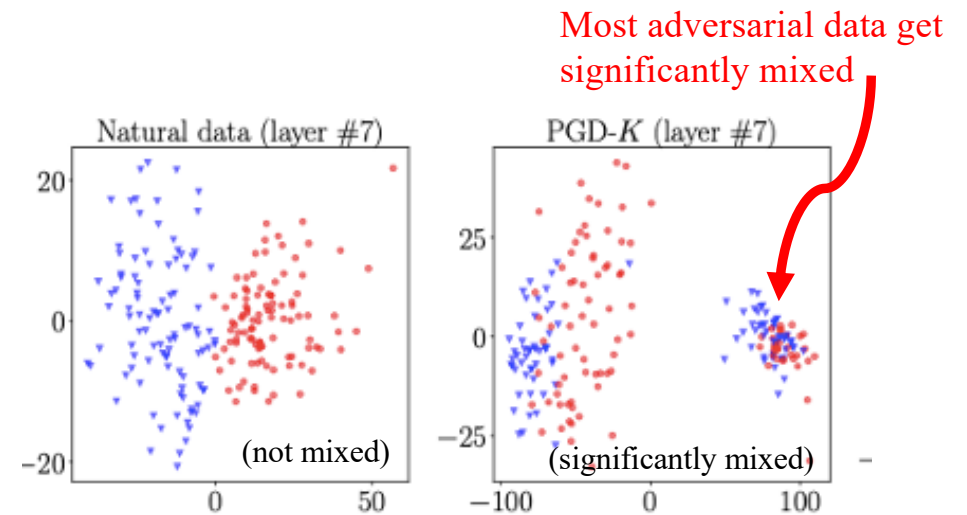 Most adversarial data get
significantly mixed
Natural data (layer #7)
PGD-K (layer #7)
20
0
−20
0
50
(not mixed)
25
0
−25
−100
0
100
(significantly mixed)